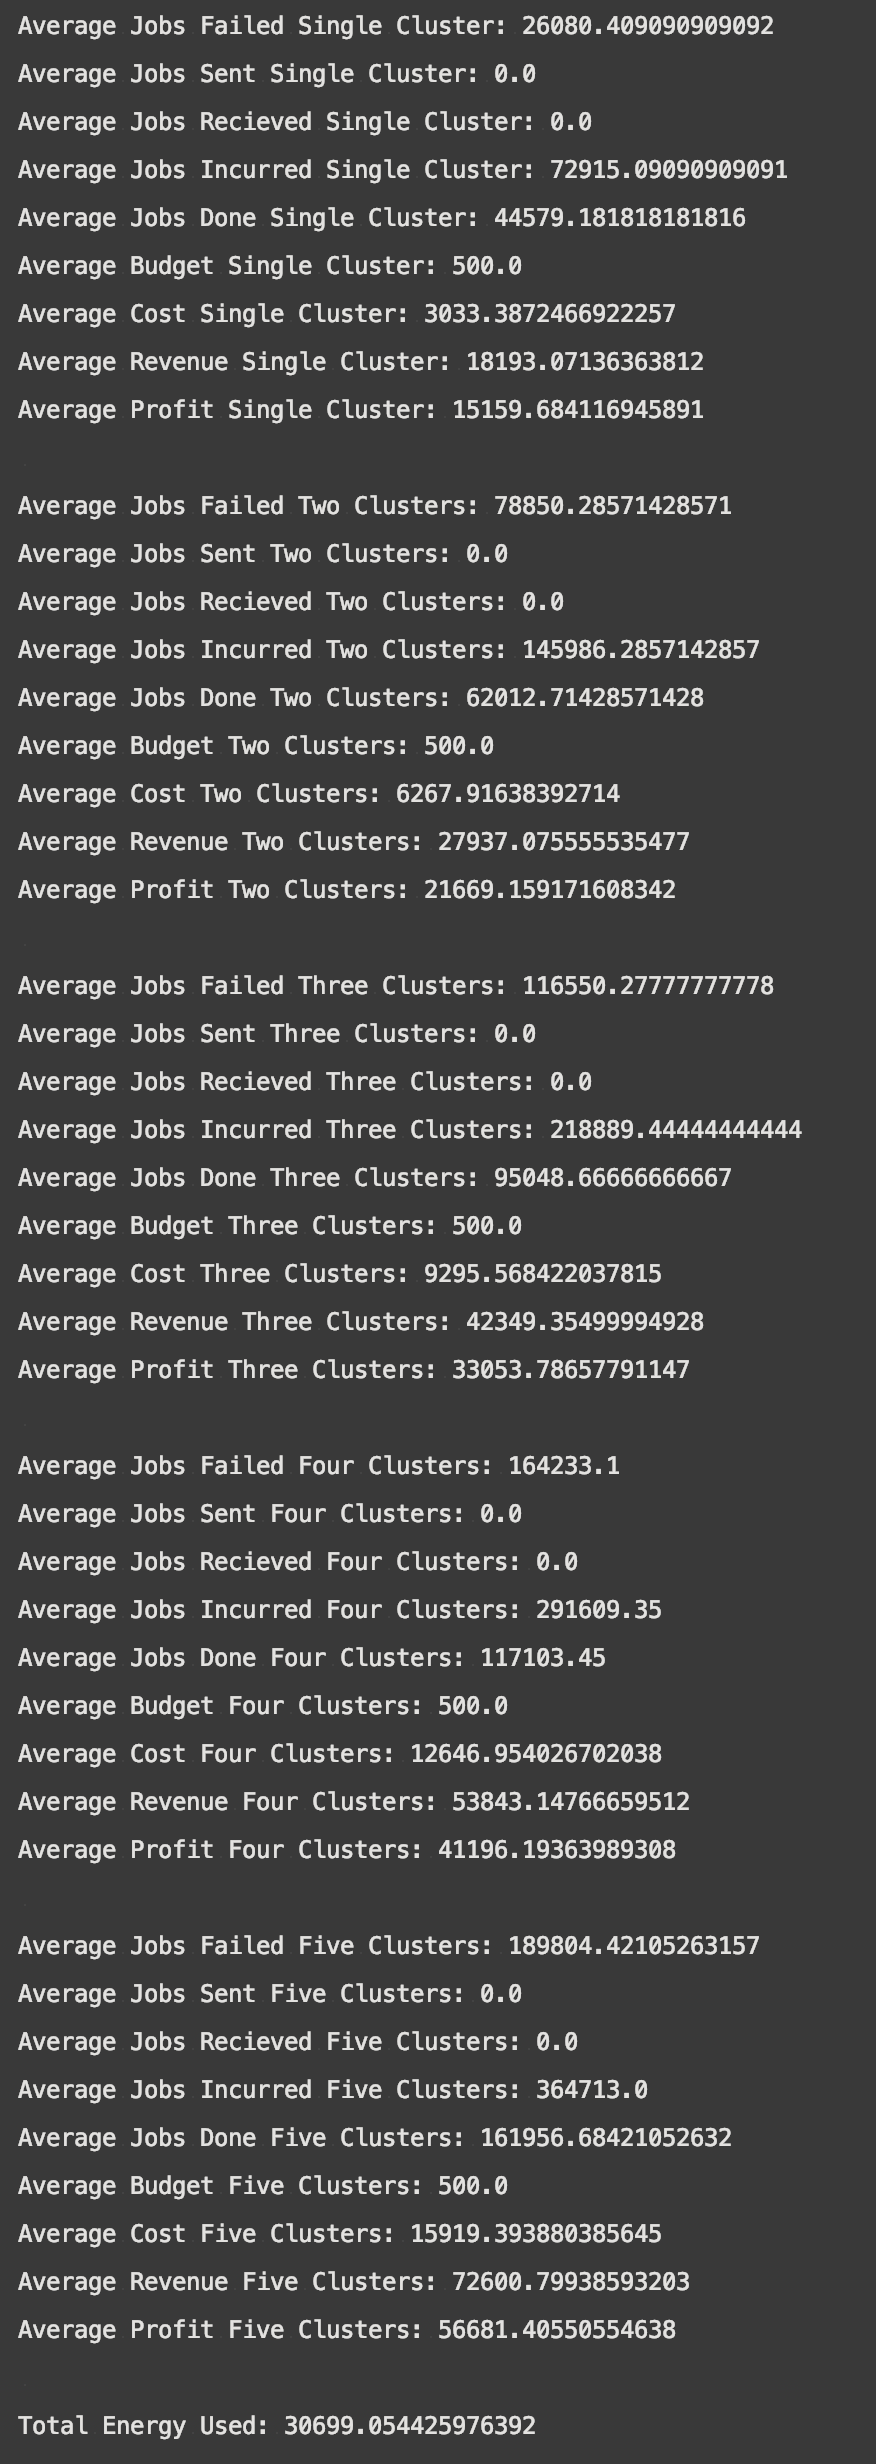 Average Jobs Failed Single Cluster: 26080.409090909092
Average Jobs Sent Single Cluster: 0.0
Average Jobs Recieved Single Cluster: 0.0
Average Jobs Incurred Single Cluster: 72915.09090909091
Average Jobs Done Single Cluster: 44579.181818181816
Average Budget Single Cluster: 500.0
Average Cost Single Cluster: 3033.3872466922257
Average Revenue Single Cluster: 18193.07136363812
Average Profit Single Cluster: 15159.684116945891
Average Jobs Failed Two Clusters: 78850.28571428571
Average Jobs Sent Two Clusters: 0.0
Average Jobs Recieved Two Clusters: 0.0
Average Jobs Incurred Two Clusters: 145986.2857142857
Average Jobs Done Two Clusters: 62012.71428571428
Average Budget Two Clusters: 500.0
Average Cost Two Clusters: 6267.91638392714
Average Revenue Two Clusters: 27937.075555535477
Average Profit Two Clusters: 21669.159171608342
Average Jobs Failed Three Clusters: 116550.27777777778
Average Jobs Sent Three Clusters: 0.0
Average Jobs Recieved Three Clusters: 0.0
Average Jobs Incurred Three Clusters: 218889.44444444444
Average Jobs Done Three Clusters: 95048.66666666667
Average Budget Three Clusters: 500.0
Average Cost Three Clusters: 9295.568422037815
Average Revenue Three Clusters: 42349.35499994928
Average Profit Three Clusters: 33053.78657791147
Average Jobs Failed Four Clusters: 164233.1
Average Jobs Sent Four Clusters: 0.0
Average Jobs Recieved Four Clusters: 0.0
Average Jobs Incurred Four Clusters: 291609.35
Average Jobs Done Four Clusters: 117103.45
Average Budget Four Clusters: 500.0
Average Cost Four Clusters: 12646.954026702038
Average Revenue Four Clusters: 53843.14766659512
Average Profit Four Clusters: 41196.19363989308
Average Jobs Failed Five Clusters: 189804.42105263157
Average Jobs Sent Five Clusters: 0.0
Average Jobs Recieved Five Clusters: 0.0
Average Jobs Incurred Five Clusters: 364713.0
Average Jobs Done Five Clusters: 161956.68421052632
Average Budget Five Clusters: 500.0
Average Cost Five Clusters: 15919.393880385645
Average Revenue Five Clusters: 72600.79938593203
Average Profit Five Clusters: 56681.40550554638
Total Energy Used: 30699.054425976392